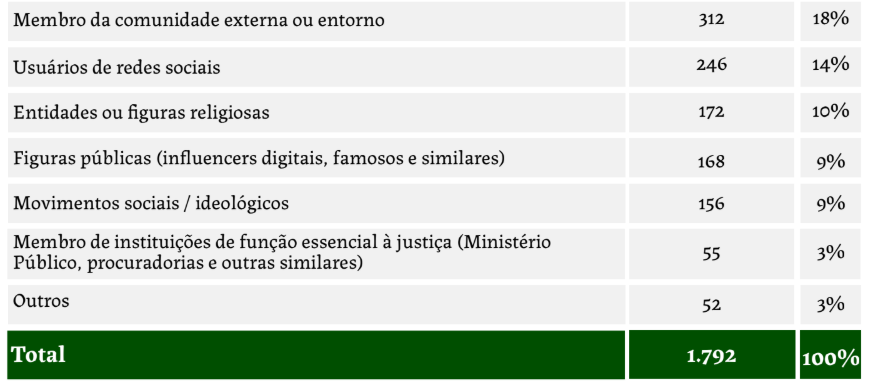 Membro da comunidade externa ou entorno 312 18%
Usuários de redes sociais 246 14%
Entidades ou figuras religiosas 172 10%
Figuras públicas (influencers digitais, famosos e similares) 168 9%
Movimentos sociais / ideológicos 156 9%
Membro de instituições de função essencial à justiça (Ministério
Público, procuradorias e outras similares) 55 3%
Outros 52 3%
Total 1.792 100%